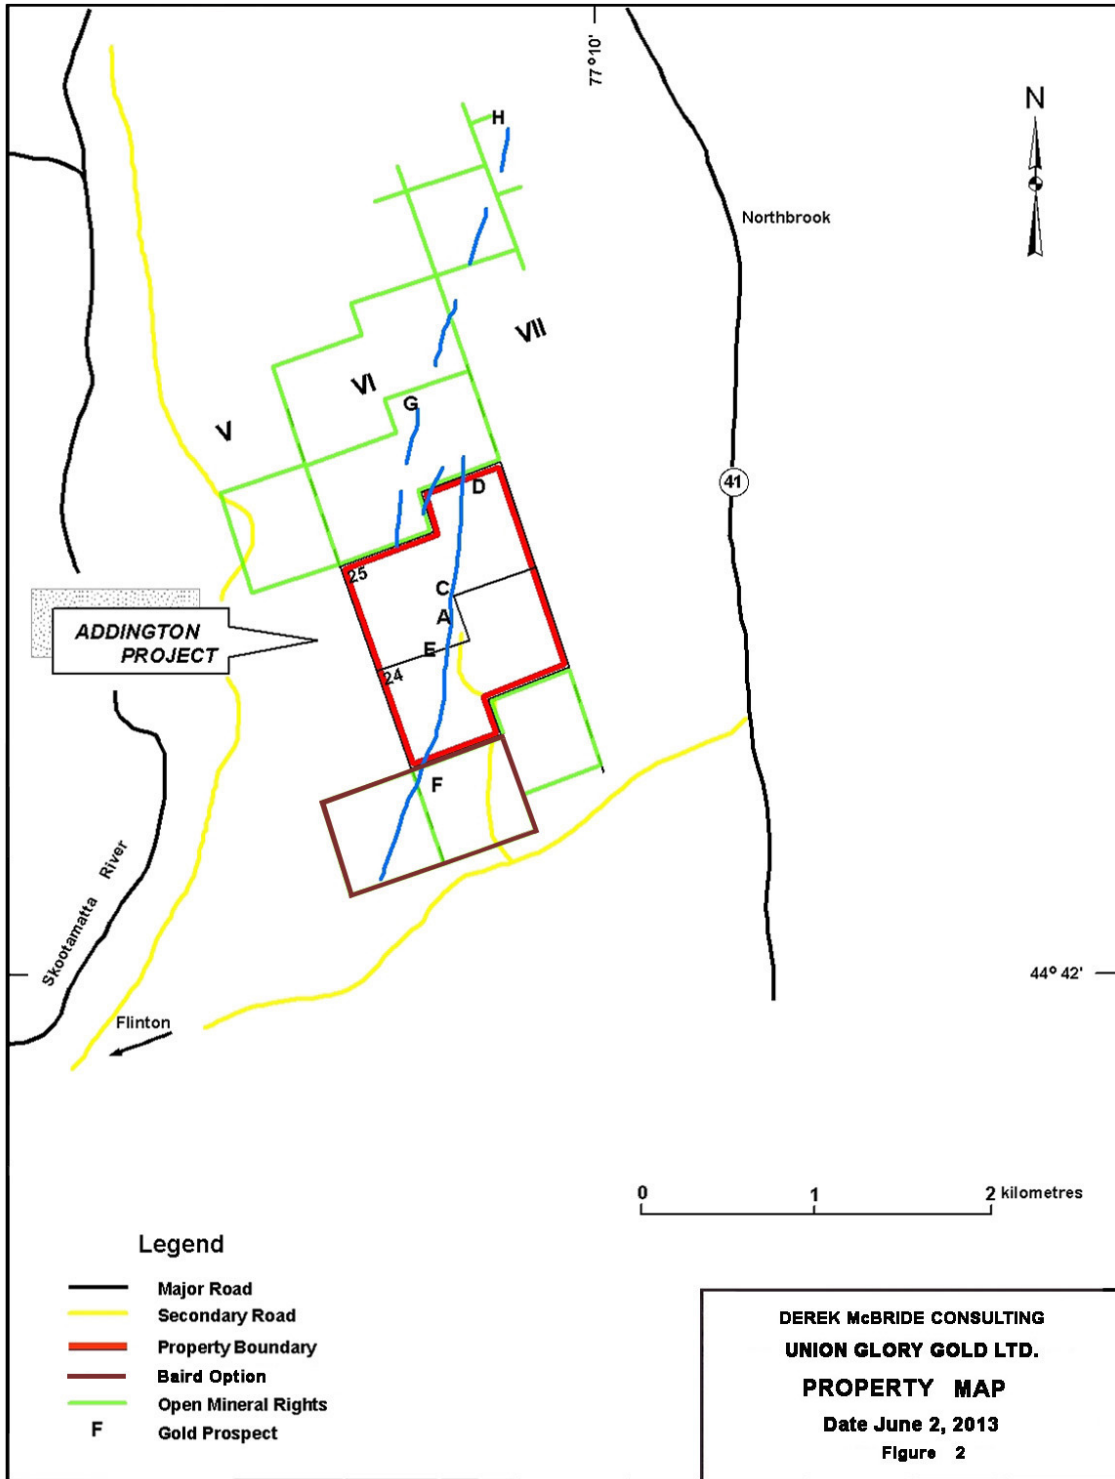 77°10'
N
H
Northbrook
VII
VI
G
V
D
41
25
C
A
E
24
ADDINGTON
PROJECT
F
Skootamatta River
44° 42'
Flinton
0 1 2 kilometres
Legend
Major Road
Secondary Road
Property Boundary
Baird Option
Open Mineral Rights
F Gold Prospect
DEREK McBRIDE CONSULTING
UNION GLORY GOLD LTD.
PROPERTY MAP
Date June 2, 2013
Figure 2